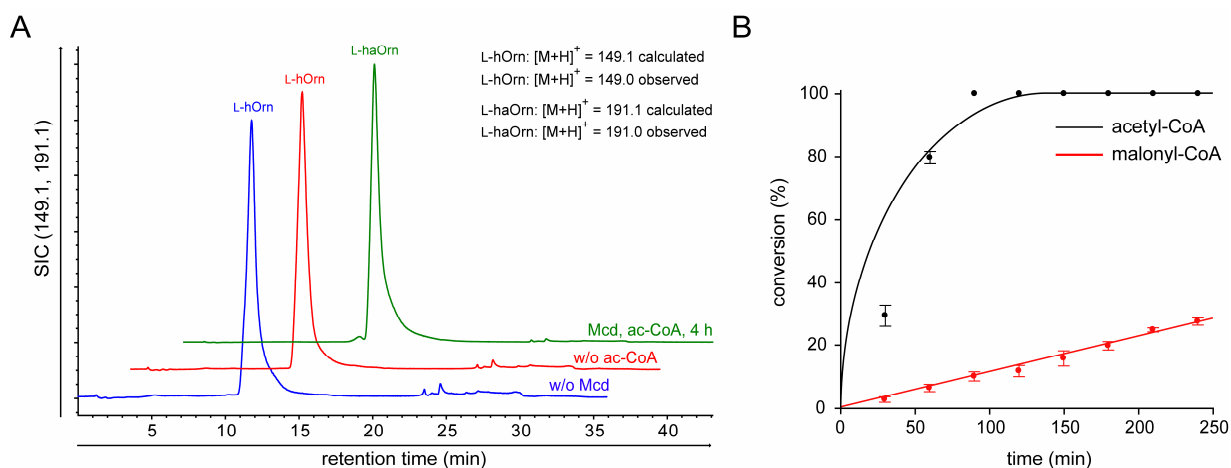 A
L-hOrn
L-hOrn
L-haOrn
L-hOrn: [M+H]+ = 149.1 calculated
L-hOrn: [M+H]+ = 149.0 observed
L-haOrn: [M+H]+ = 191.1 calculated
L-haOrn: [M+H]+ = 191.0 observed
SIC (149.1, 191.1)
Mcd, ac-CoA, 4 h
w/o ac-CoA
w/o Mcd
5 10 15 20 25 30 35 40
retention time (min)
B
100
80
60
40
20
0
conversion (%)
acetyl-CoA
malonyl-CoA
0 50 100 150 200 250
time (min)